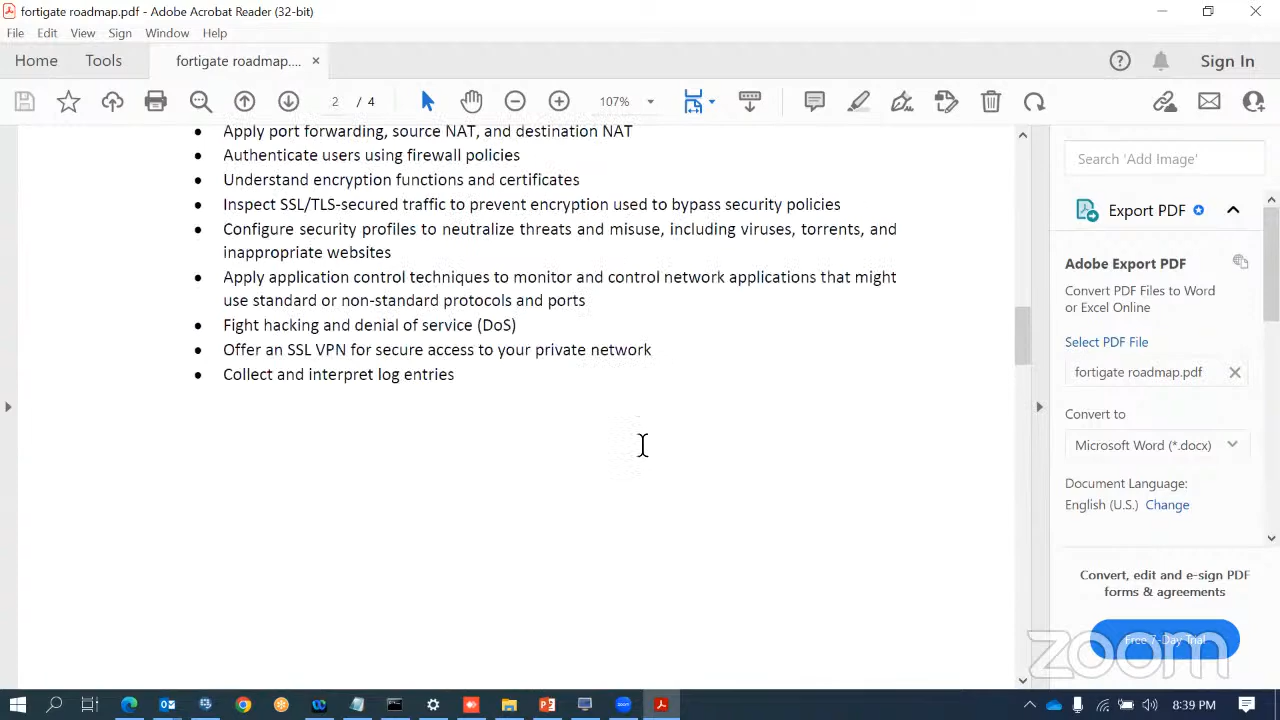 fortigate roadmap.pdf - Adobe Acrobat Reader (32-bit)
File Edit View Sign Window Help
Home Tools fortigate roadmap.... × Sign In
2 / 4 107%
• Apply port forwarding, source NAT, and destination NAT
• Authenticate users using firewall policies
• Understand encryption functions and certificates
• Inspect SSL/TLS-secured traffic to prevent encryption used to bypass security policies
• Configure security profiles to neutralize threats and misuse, including viruses, torrents, and
inappropriate websites
• Apply application control techniques to monitor and control network applications that might
use standard or non-standard protocols and ports
• Fight hacking and denial of service (DoS)
• Offer an SSL VPN for secure access to your private network
• Collect and interpret log entries
Search 'Add Image'
Export PDF
Adobe Export PDF
Convert PDF Files to Word
or Excel Online
Select PDF File
fortigate roadmap.pdf
Convert to
Microsoft Word (*.docx)
Document Language:
English (U.S.) Change
Convert, edit and e-sign PDF
forms & agreements
Free 7-Day Trial
zoom
8:39 PM